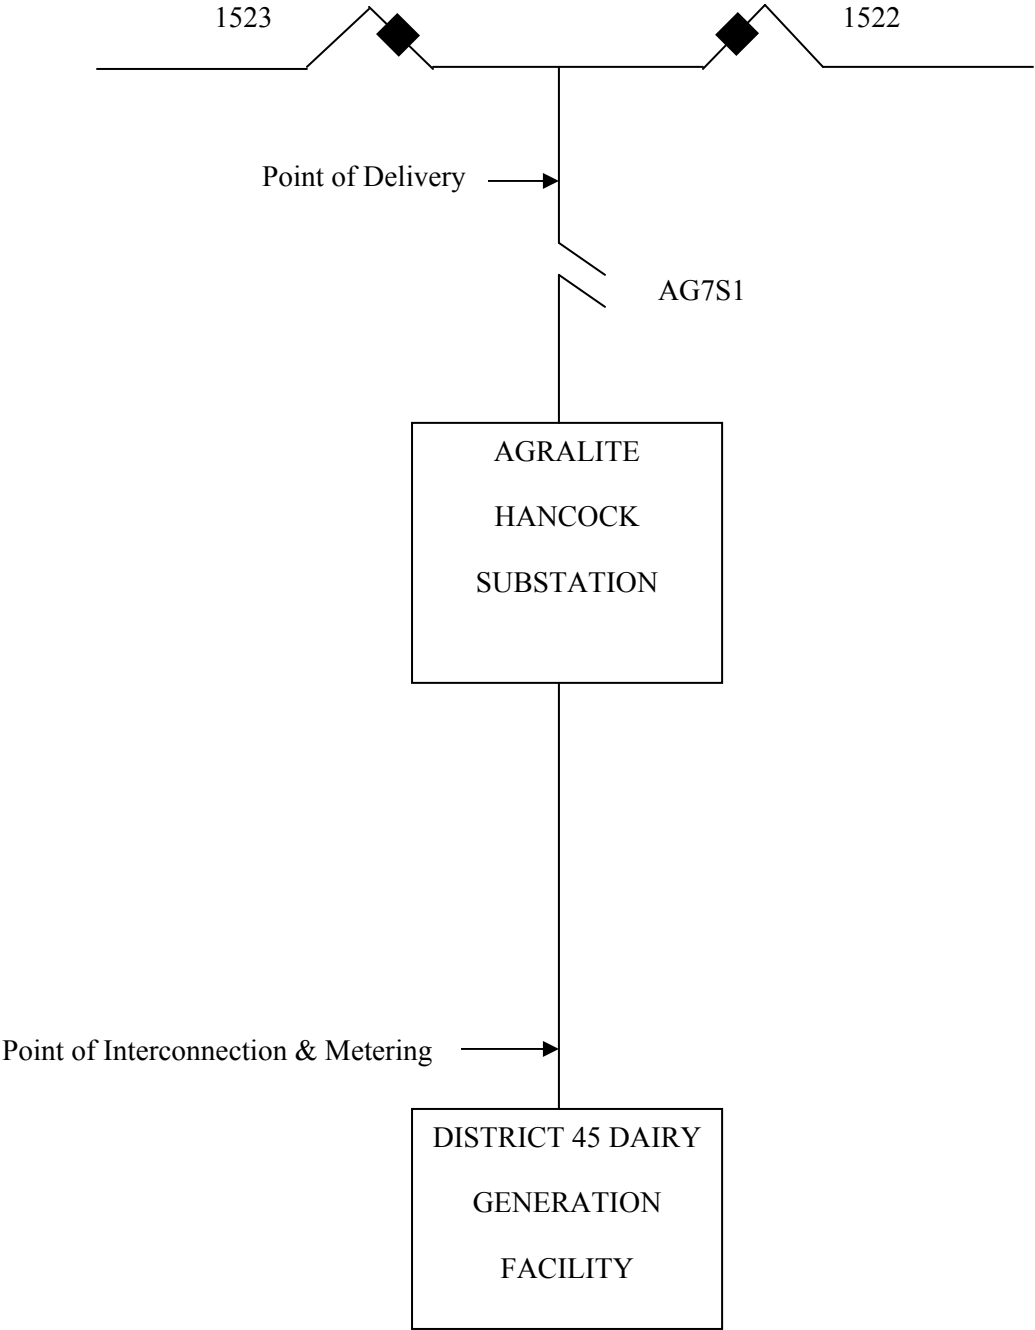 1523
1522
Point of Delivery
AG7S1
AGRALITE
HANCOCK
SUBSTATION
Point of Interconnection & Metering
DISTRICT 45 DAIRY
GENERATION
FACILITY